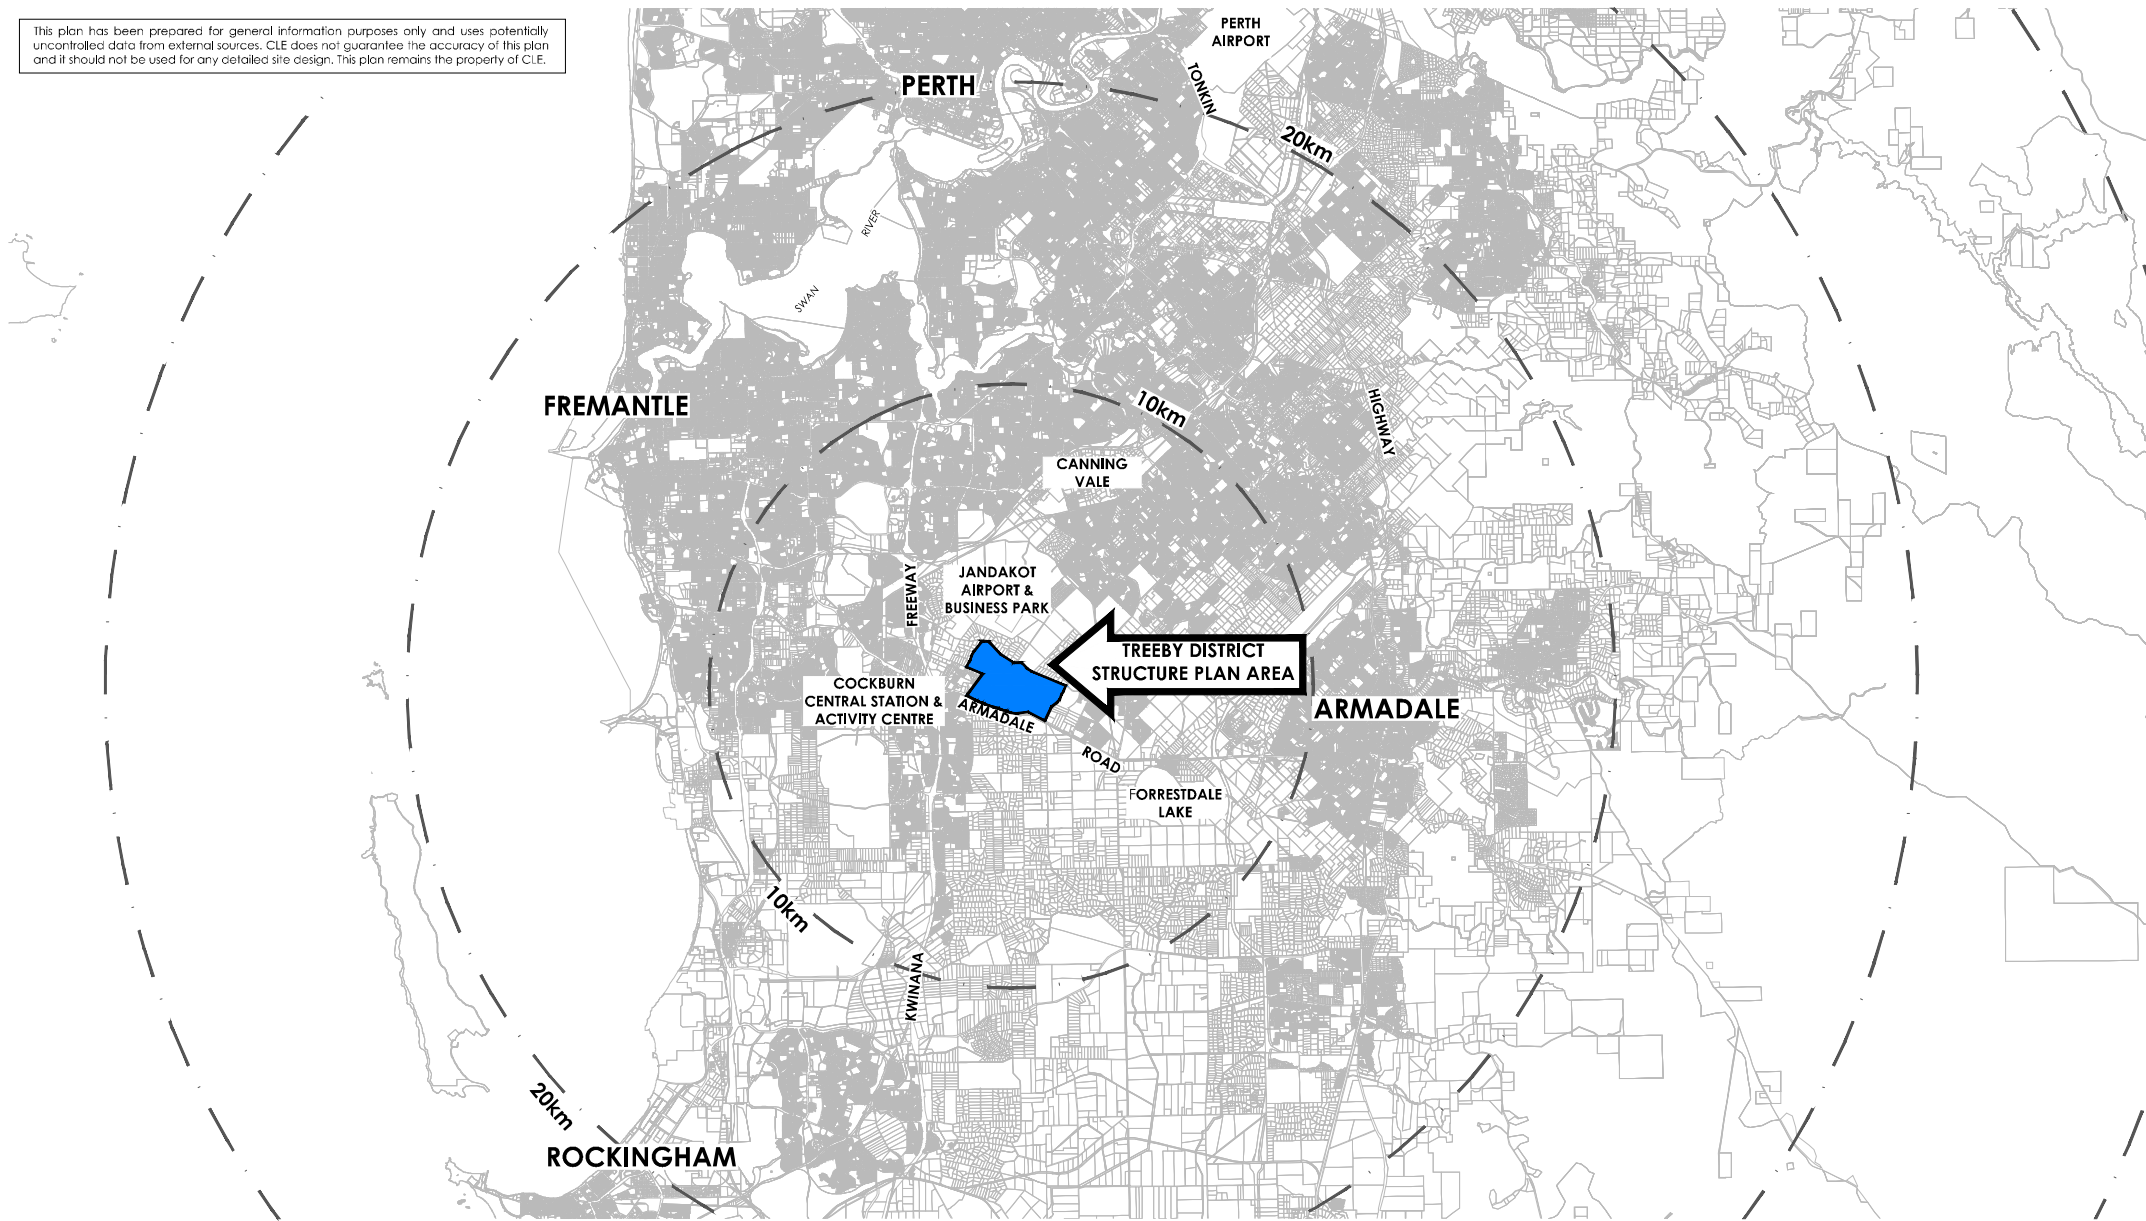 This plan has been prepared for general information purposes only and uses potentially
uncontrolled data from external sources. CLE does not guarantee the accuracy of this plan
and it should not be used for any detailed site design. This plan remains the property of CLE.
PERTH
AIRPORT
PERTH
TONKIN
20km
RIVER
SWAN
FREMANTLE
10km
HIGHWAY
CANNING
VALE
JANDAKOT
AIRPORT &
BUSINESS PARK
FREEWAY
TREEBY DISTRICT
STRUCTURE PLAN AREA
COCKBURN
CENTRAL STATION &
ACTIVITY CENTRE
ARMADALE
ARMADALE
ROAD
FORRESTDALE
LAKE
10km
KWINANA
20km
ROCKINGHAM